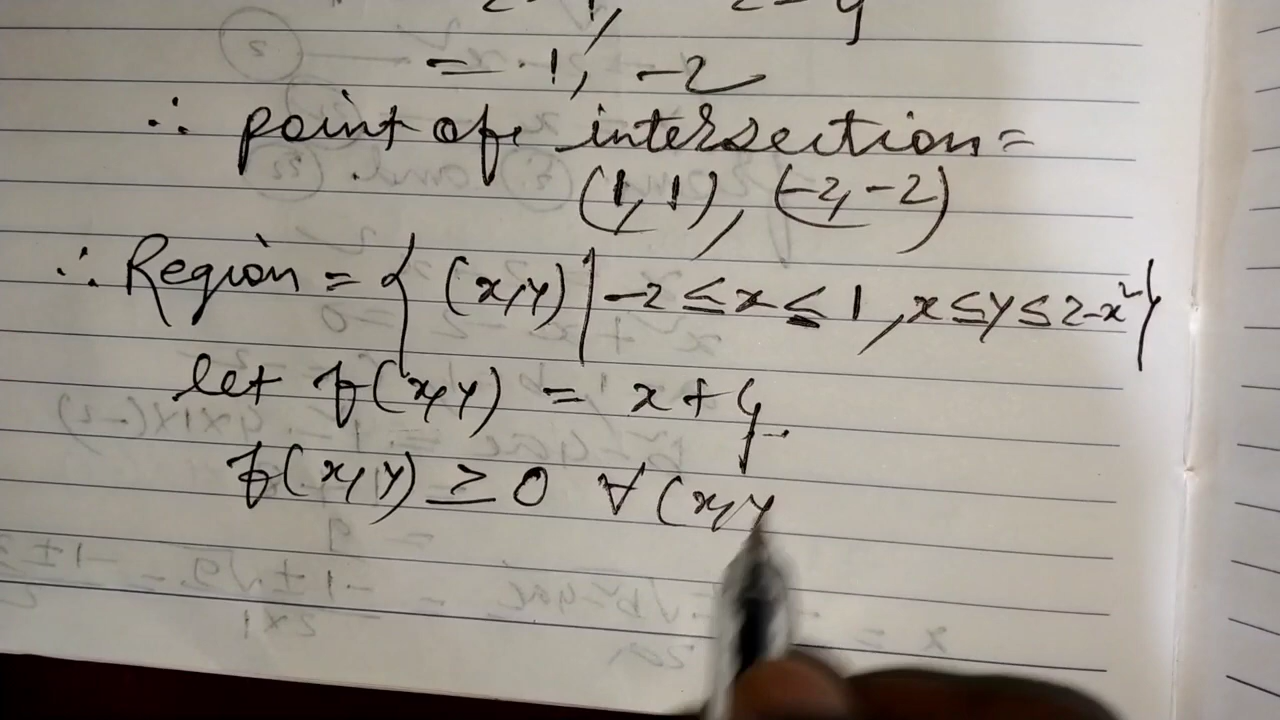 = 1, -2
∴ point of intersection =
(1,1), (-2,-2)
∴ Region = { (x,y) | -2 ≤ x ≤ 1, x ≤ y ≤ 2-x² }
let f(x,y) = x+y
f(x,y) ≥ 0 ∀ (x,y